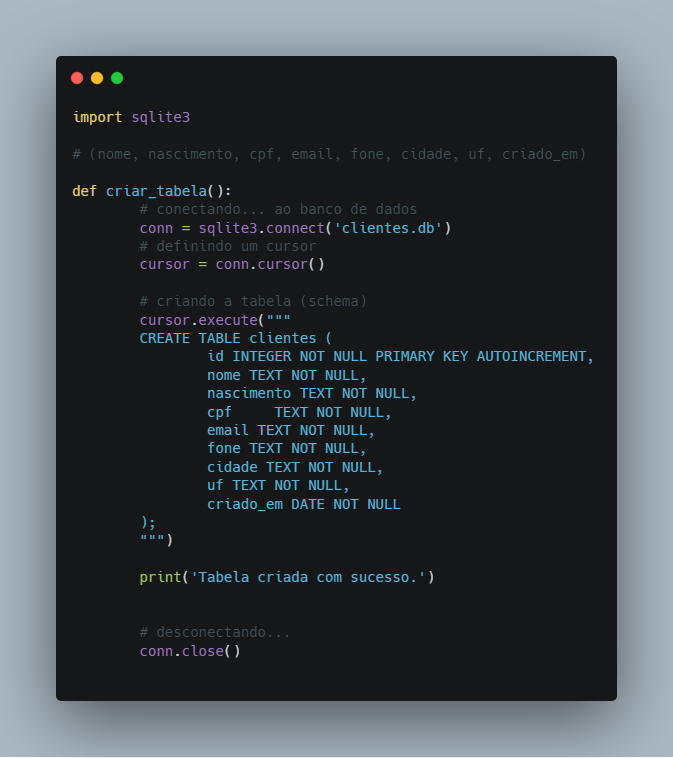 import sqlite3
# (nome, nascimento, cpf, email, fone, cidade, uf, criado_em)
def criar_tabela():
# conectando... ao banco de dados
conn = sqlite3.connect('clientes.db')
# definindo um cursor
cursor = conn.cursor()
# criando a tabela (schema)
cursor.execute("""
CREATE TABLE clientes (
id INTEGER NOT NULL PRIMARY KEY AUTOINCREMENT,
nome TEXT NOT NULL,
nascimento TEXT NOT NULL,
cpf     TEXT NOT NULL,
email TEXT NOT NULL,
fone TEXT NOT NULL,
cidade TEXT NOT NULL,
uf TEXT NOT NULL,
criado_em DATE NOT NULL
);
""")
print('Tabela criada com sucesso.')
# desconectando...
conn.close()